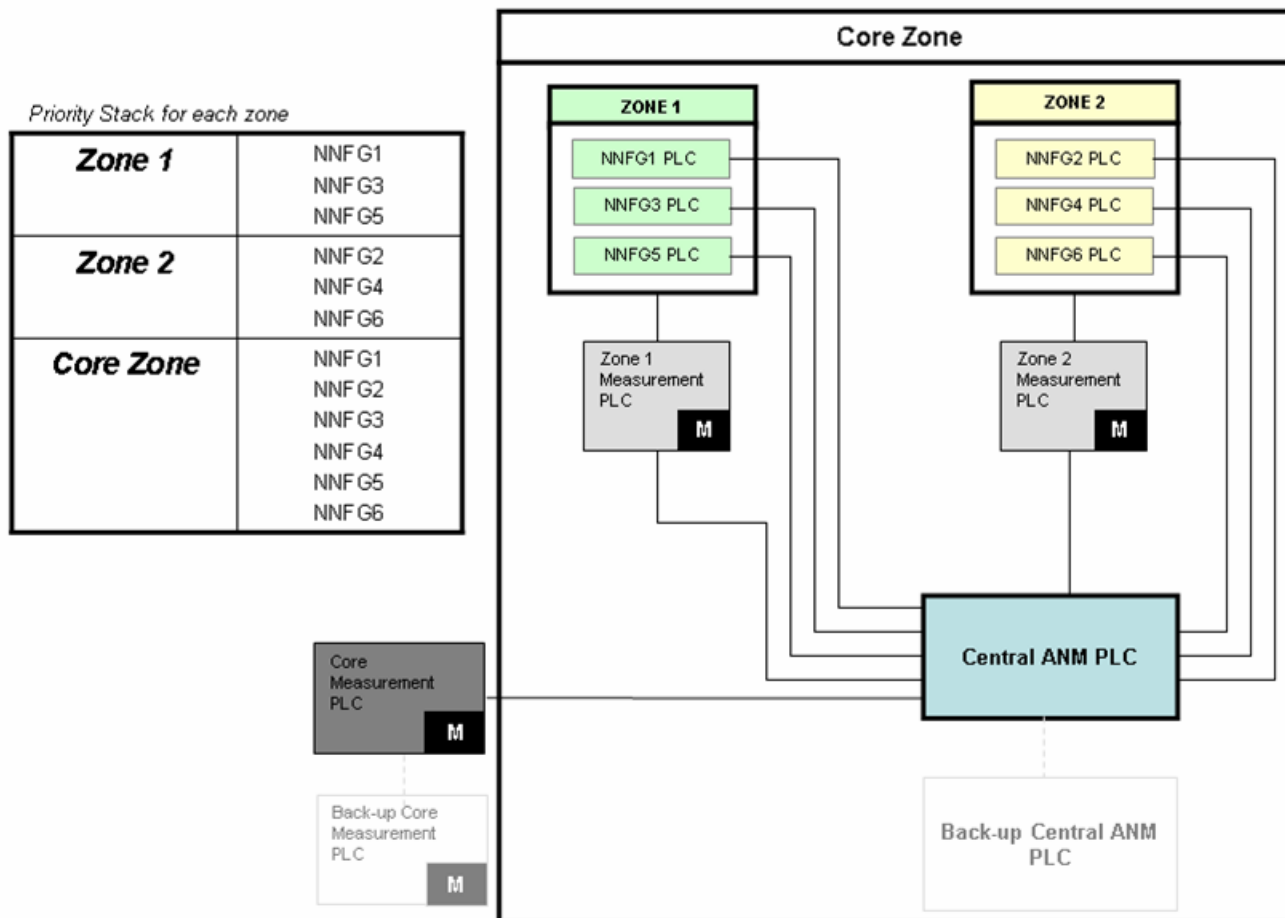 Core Zone
Priority Stack for each zone
Zone 1
NNFG1
NNFG3
NNFG5
Zone 2
NNFG2
NNFG4
NNFG6
Core Zone
NNFG1
NNFG2
NNFG3
NNFG4
NNFG5
NNFG6
ZONE 1
NNFG1 PLC
NNFG3 PLC
NNFG5 PLC
Zone 1
Measurement
PLC
M
ZONE 2
NNFG2 PLC
NNFG4 PLC
NNFG6 PLC
Zone 2
Measurement
PLC
M
Core
Measurement
PLC
M
Central ANM PLC
Back-up Core
Measurement
PLC
M
Back-up Central ANM
PLC